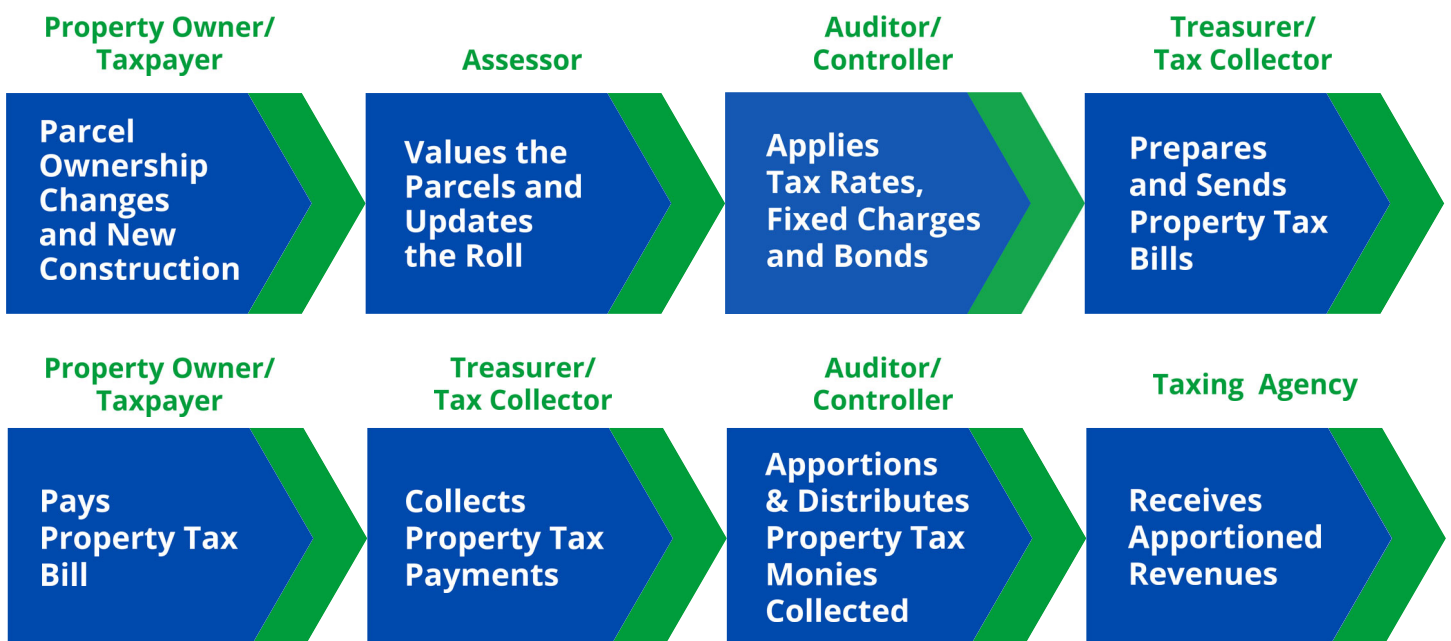 Property Owner/
Taxpayer
Assessor
Auditor/
Controller
Treasurer/
Tax Collector
Parcel
Ownership
Changes
and New
Construction
Values the
Parcels and
Updates
the Roll
Applies
Tax Rates,
Fixed Charges
and Bonds
Prepares
and Sends
Property Tax
Bills
Property Owner/
Taxpayer
Treasurer/
Tax Collector
Auditor/
Controller
Taxing Agency
Pays
Property Tax
Bill
Collects
Property Tax
Payments
Apportions
& Distributes
Property Tax
Monies
Collected
Receives
Apportioned
Revenues